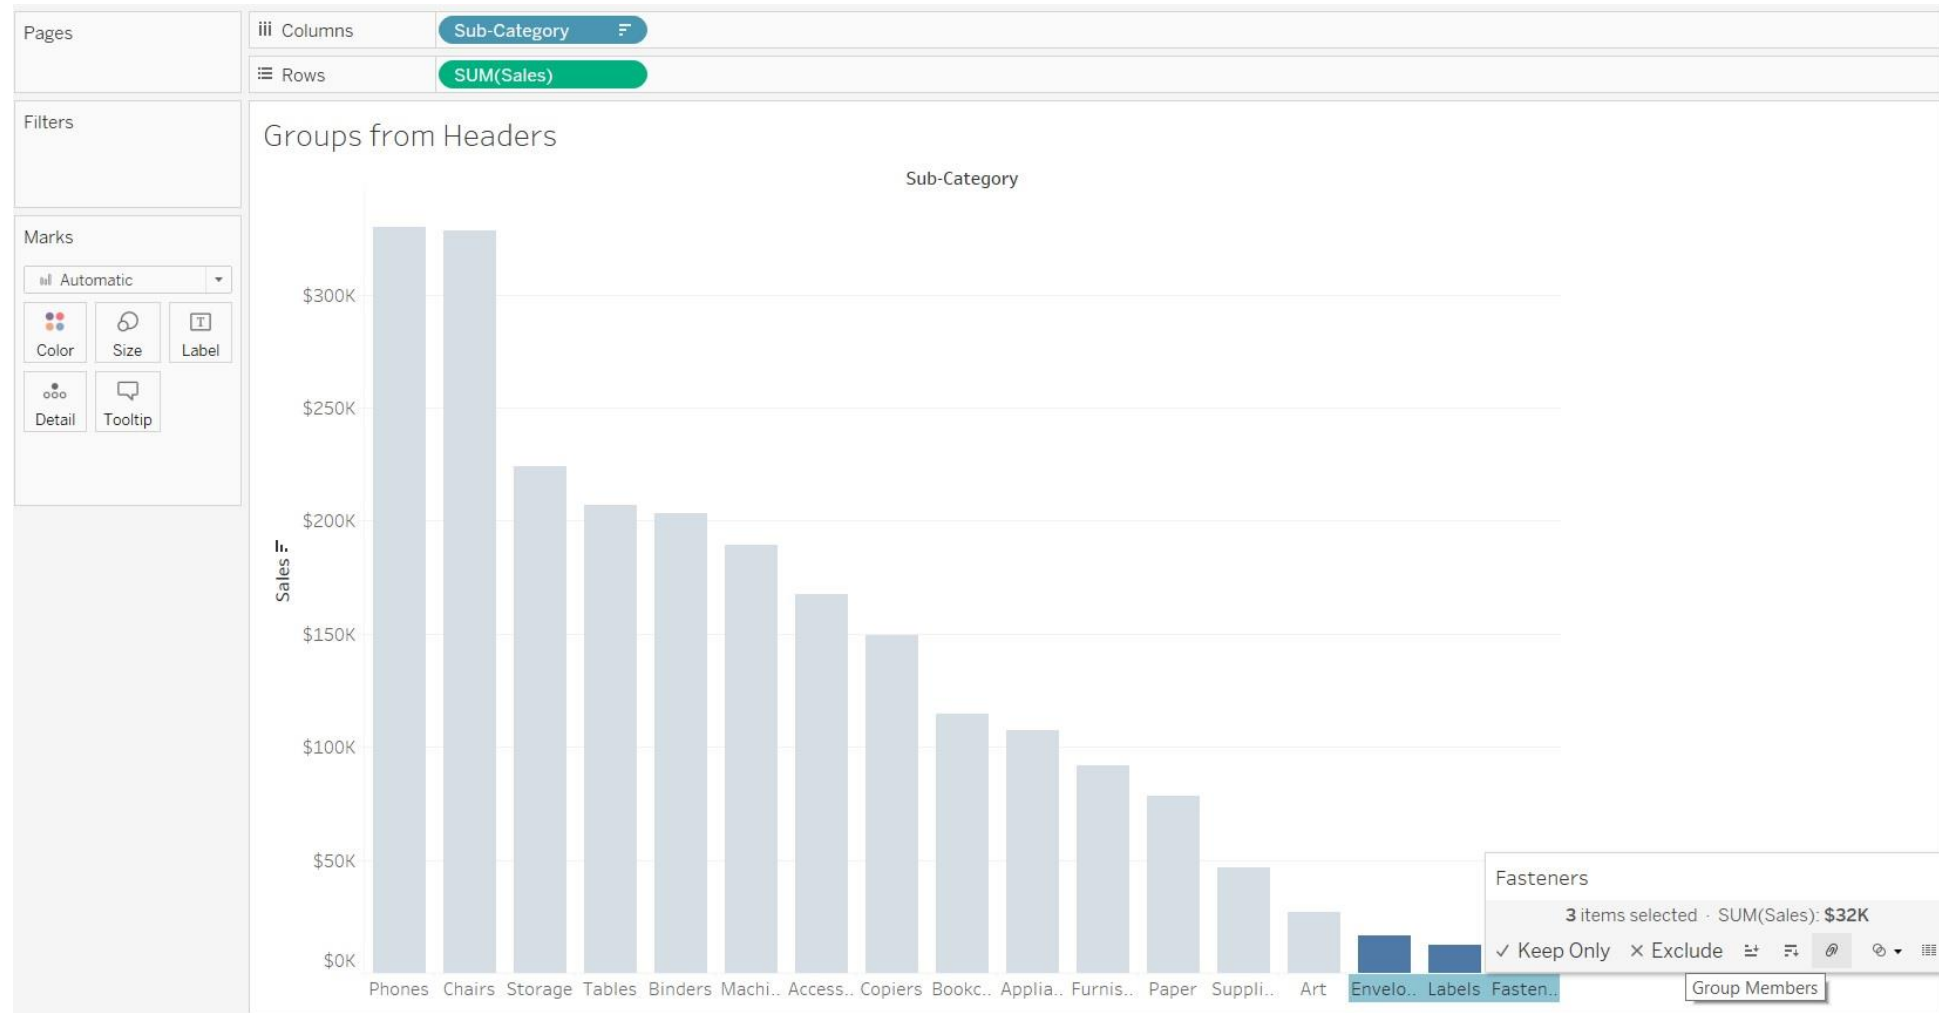 Pages
Columns
Sub-Category
Rows
SUM(Sales)
Filters
Groups from Headers
Sub-Category
Marks
Automatic
Color Size Label
Detail Tooltip
Sales
$300K
$250K
$200K
$150K
$100K
$50K
$0K
Phones Chairs Storage Tables Binders Machi.. Access.. Copiers Bookc.. Applia.. Furnis.. Paper Suppli.. Art Envelo.. Labels Fasten..
Fasteners
3 items selected · SUM(Sales): $32K
Keep Only Exclude
Group Members